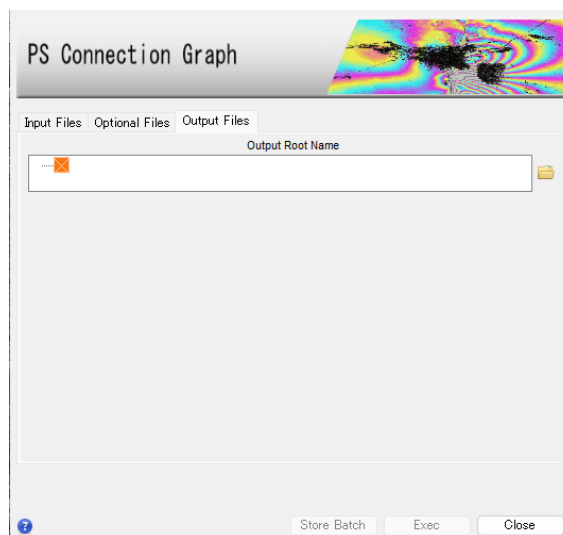 PS Connection Graph
Input Files
Optional Files
Output Files
Output Root Name
?
Store Batch
Exec
Close